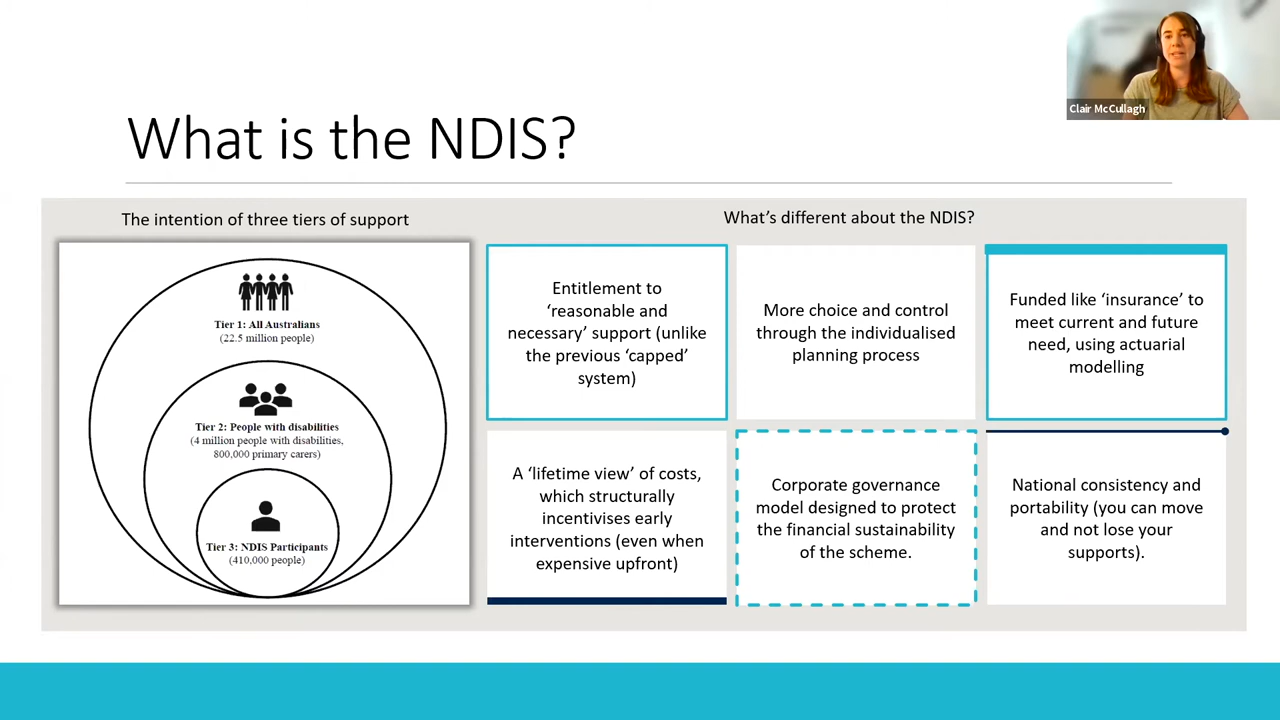 Clair McCullagh
What is the NDIS?
The intention of three tiers of support
Tier 1: All Australians
(22.5 million people)
Tier 2: People with disabilities
(4 million people with disabilities,
800,000 primary carers)
Tier 3: NDIS Participants
(410,000 people)
What's different about the NDIS?
Entitlement to
‘reasonable and
necessary’ support (unlike
the previous ‘capped’
system)
More choice and control
through the individualised
planning process
Funded like ‘insurance’ to
meet current and future
need, using actuarial
modelling
A ‘lifetime view’ of costs,
which structurally
incentivises early
interventions (even when
expensive upfront)
Corporate governance
model designed to protect
the financial sustainability
of the scheme.
National consistency and
portability (you can move
and not lose your
supports).